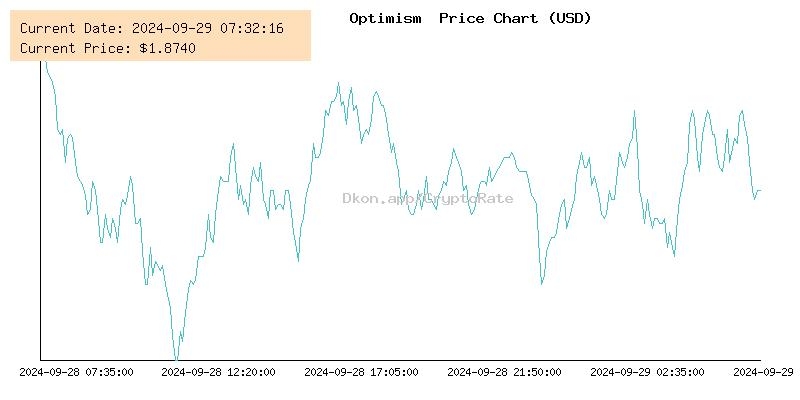 Optimism  Price Chart (USD)
Current Date: 2024-09-29 07:32:16
Current Price: $1.8740
Dkon.app/CryptoRate
2024-09-28 07:35:00 2024-09-28 12:20:00 2024-09-28 17:05:00 2024-09-28 21:50:00 2024-09-29 02:35:00 2024-09-29